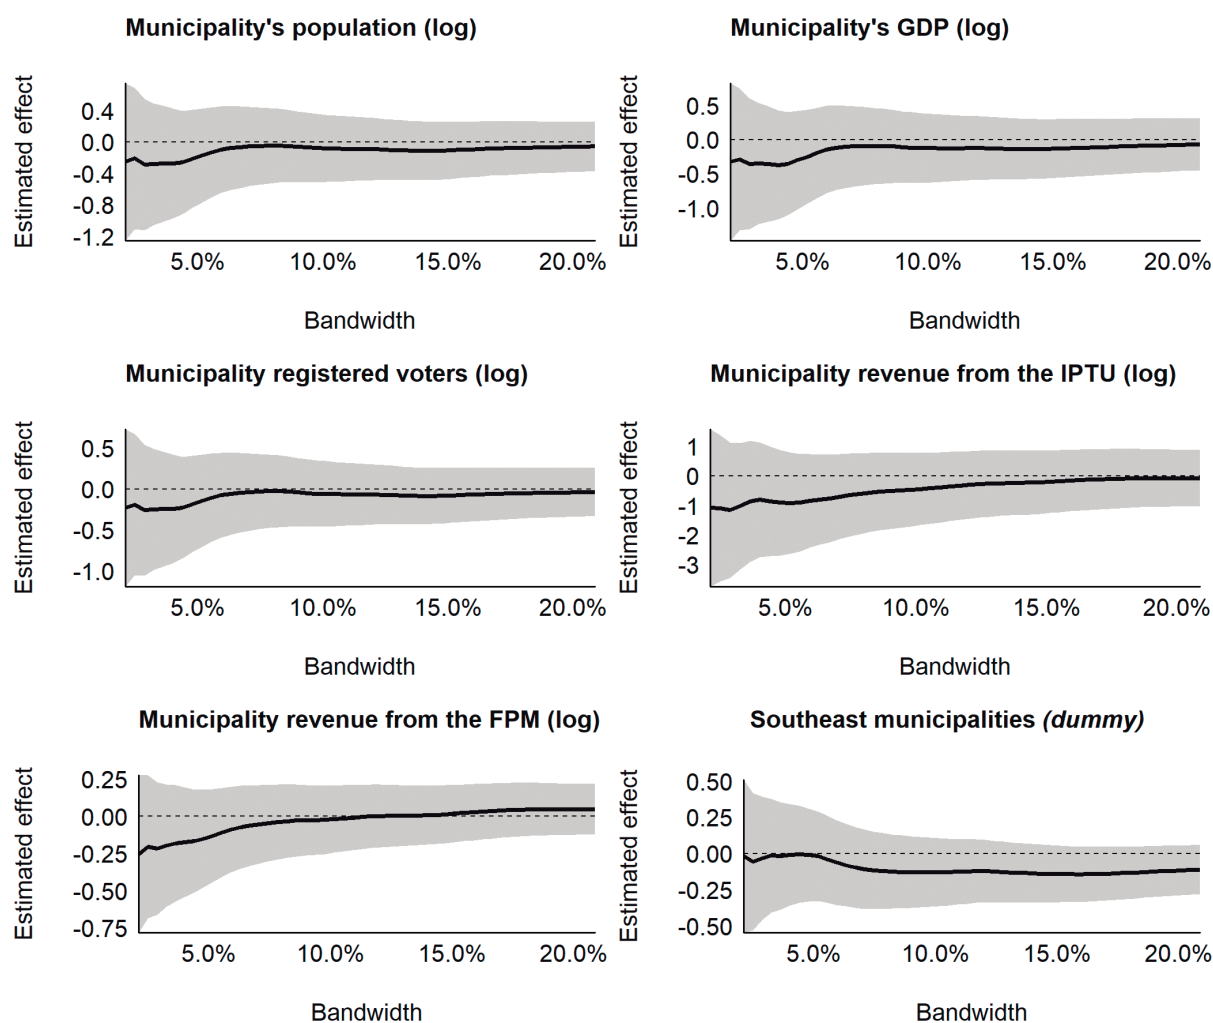 Municipality's population (log)
Estimated effect
0.4
0.0
-0.4
-0.8
-1.2
5.0% 10.0% 15.0% 20.0%
Bandwidth
Municipality's GDP (log)
Estimated effect
0.5
0.0
-0.5
-1.0
5.0% 10.0% 15.0% 20.0%
Bandwidth
Municipality registered voters (log)
Estimated effect
0.5
0.0
-0.5
-1.0
5.0% 10.0% 15.0% 20.0%
Bandwidth
Municipality revenue from the IPTU (log)
Estimated effect
1
0
-1
-2
-3
5.0% 10.0% 15.0% 20.0%
Bandwidth
Municipality revenue from the FPM (log)
Estimated effect
0.25
0.00
-0.25
-0.50
-0.75
5.0% 10.0% 15.0% 20.0%
Bandwidth
Southeast municipalities (dummy)
Estimated effect
0.50
0.25
0.00
-0.25
-0.50
5.0% 10.0% 15.0% 20.0%
Bandwidth